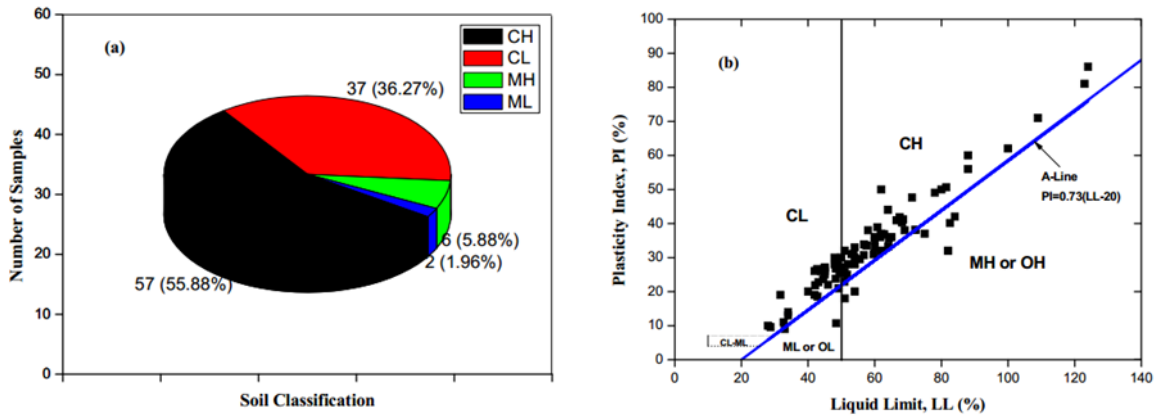 (a)
CH
CL
MH
ML
37 (36.27%)
6 (5.88%)
2 (1.96%)
57 (55.88%)
60
50
40
30
20
10
0
Number of Samples
Soil Classification
(b)
CH
CL
A-Line
PI=0.73(LL-20)
MH or OH
CL-ML
ML or OL
100
90
80
70
60
50
40
30
20
10
0
Plasticity Index, PI (%)
0 20 40 60 80 100 120 140
Liquid Limit, LL (%)